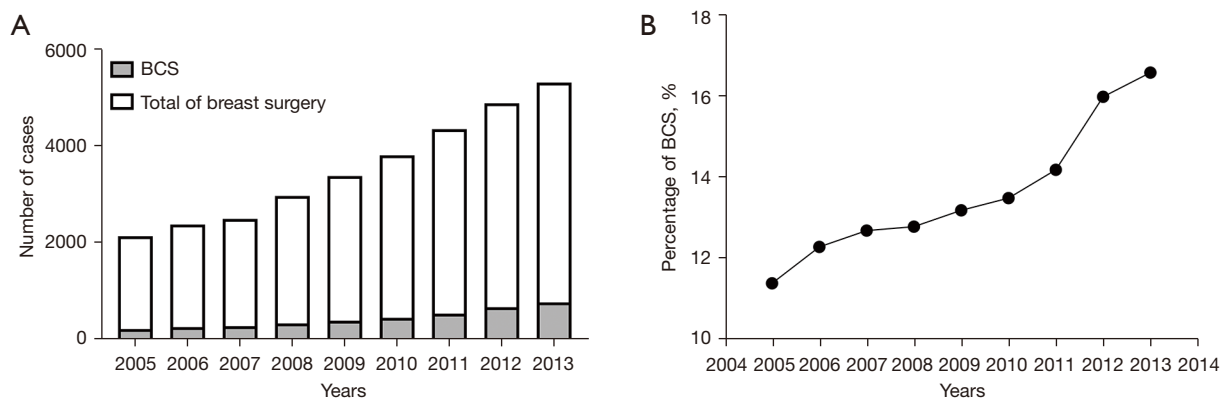 A
Number of cases
6000
4000
2000
0
BCS
Total of breast surgery
2005 2006 2007 2008 2009 2010 2011 2012 2013
Years
B
Percentage of BCS, %
18
16
14
12
10
2004 2005 2006 2007 2008 2009 2010 2011 2012 2013 2014
Years